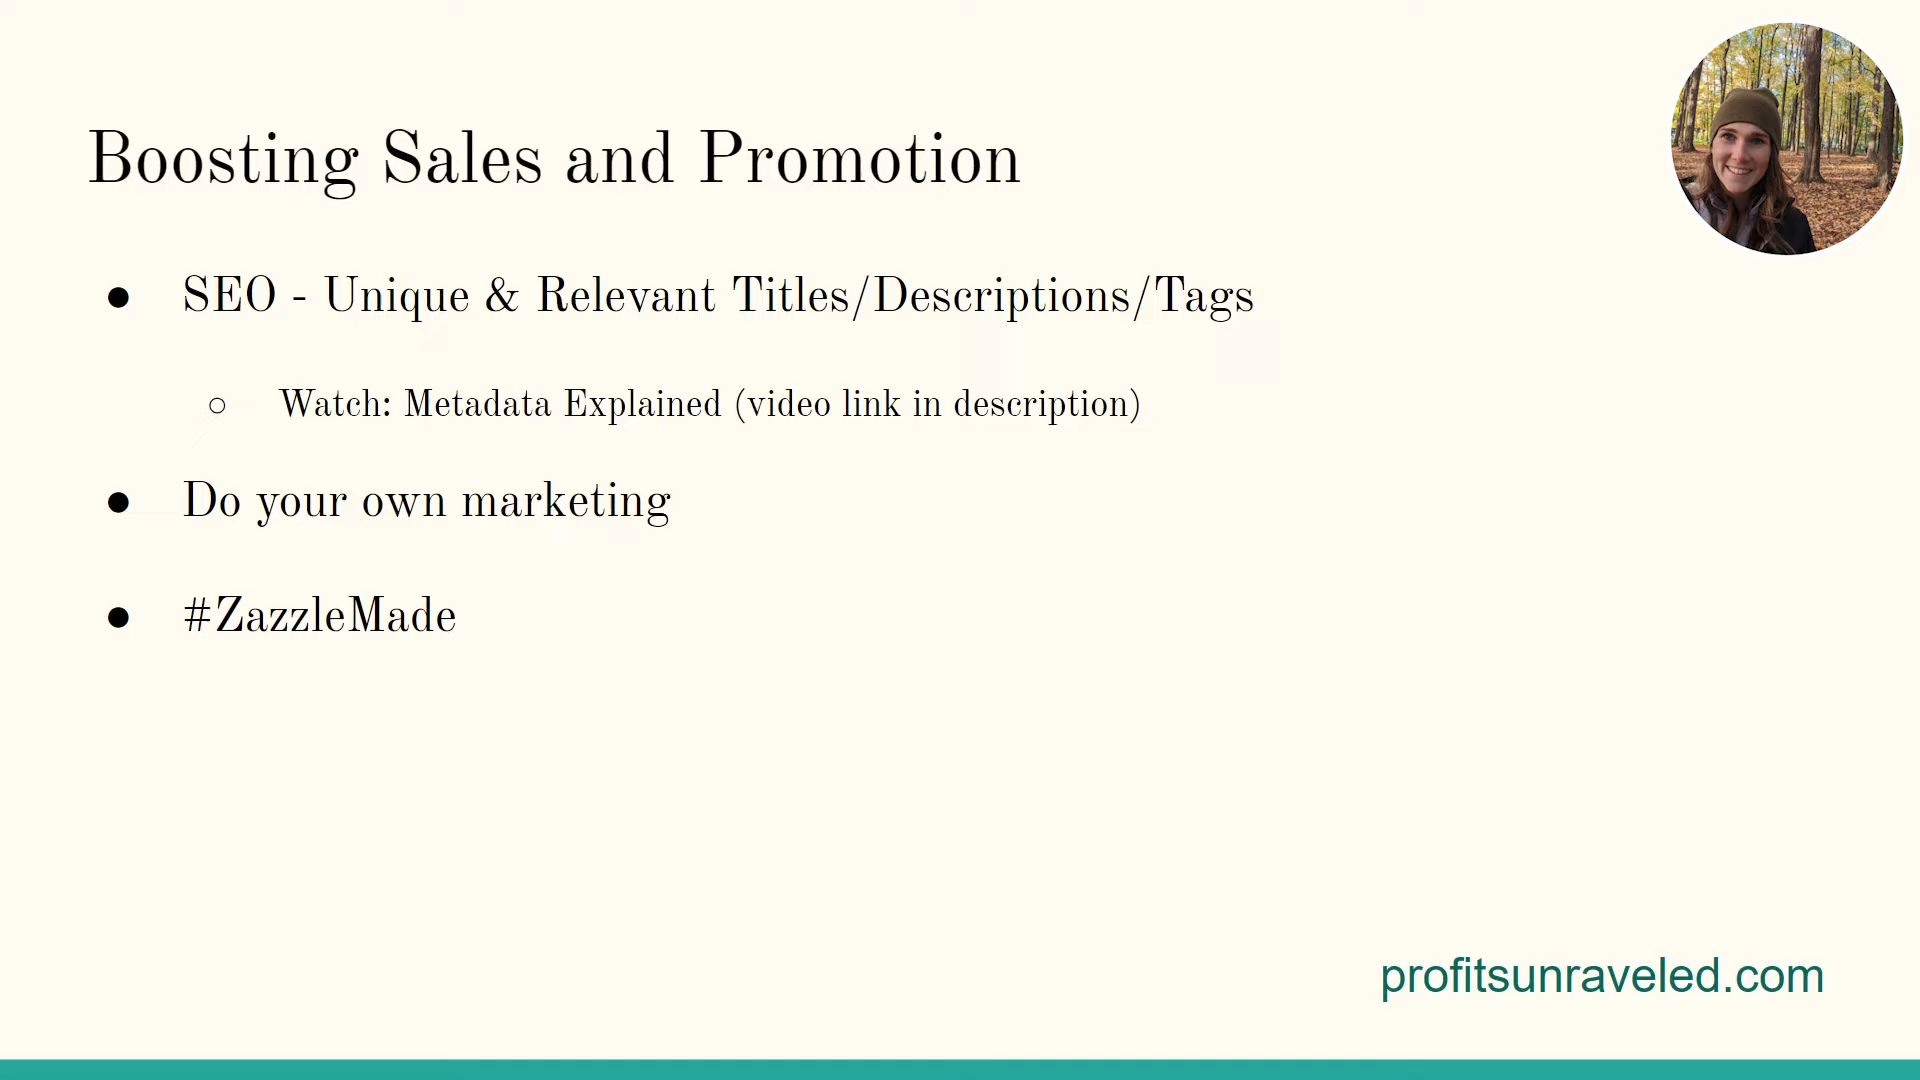 Boosting Sales and Promotion
● SEO - Unique & Relevant Titles/Descriptions/Tags
○ Watch: Metadata Explained (video link in description)
● Do your own marketing
● #ZazzleMade
profitsunraveled.com